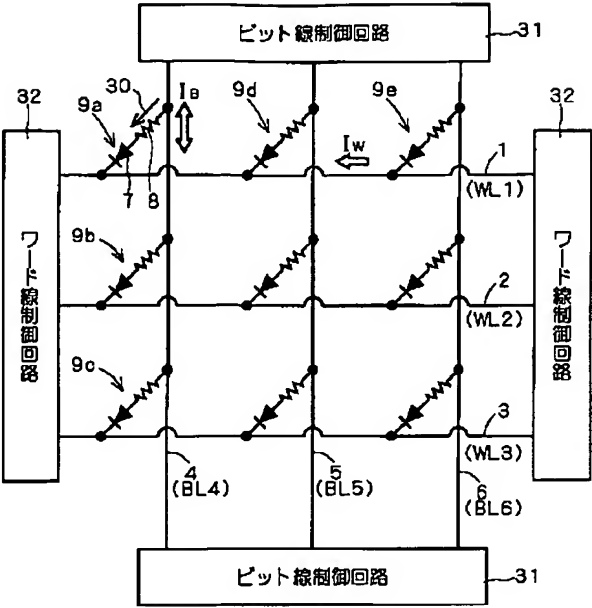 ビット線制御回路
31
32
30
9a
IB
9d
9e
32
IW
7
8
1
(WL1)
ワード線制御回路
9b
2
(WL2)
ワード線制御回路
9c
3
(WL3)
4
(BL4)
5
(BL5)
6
(BL6)
ビット線制御回路
31